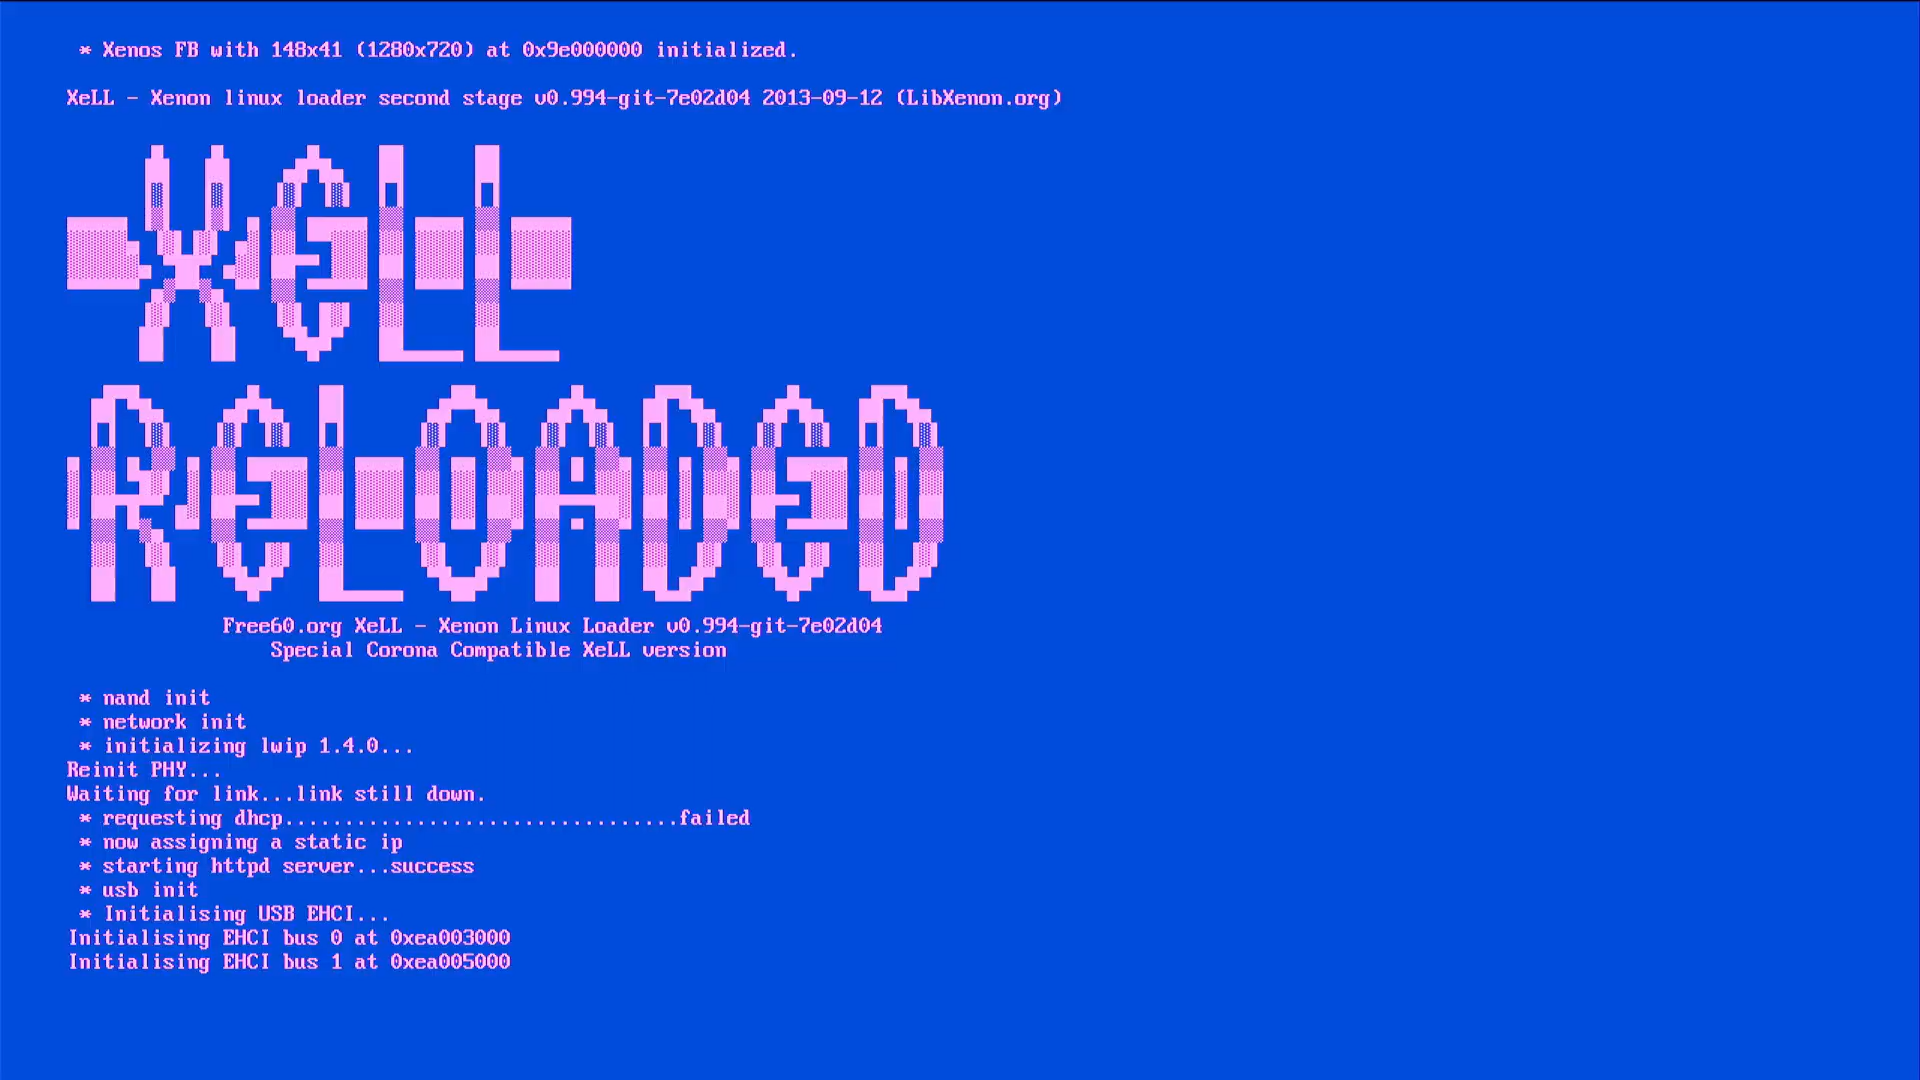 * Xenos FB with 148x41 (1280x720) at 0x9e000000 initialized.
XeLL - Xenon linux loader second stage v0.994-git-7e02d04 2013-09-12 (LibXenon.org)
XeLL
ReLOADeD
Free60.org XeLL - Xenon Linux Loader v0.994-git-7e02d04
Special Corona Compatible XeLL version
* nand init
* network init
* initializing lwip 1.4.0...
Reinit PHY...
Waiting for link...link still down.
* requesting dhcp.................................failed
* now assigning a static ip
* starting httpd server...success
* usb init
* Initialising USB EHCI...
Initialising EHCI bus 0 at 0xea003000
Initialising EHCI bus 1 at 0xea005000